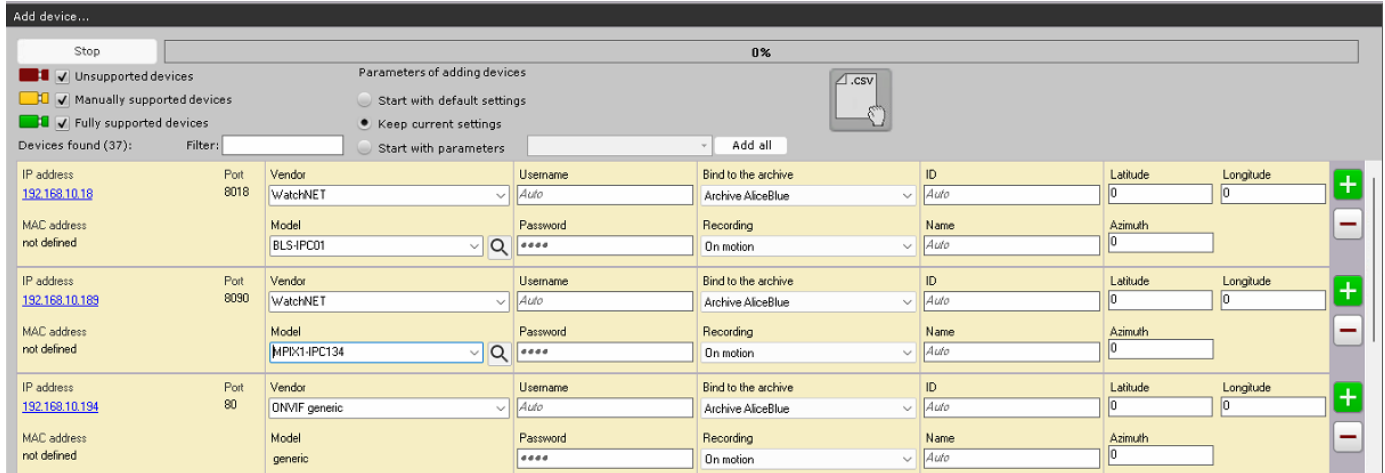 Add device...
Stop
0%
Unsupported devices
Manually supported devices
Fully supported devices
Devices found (37):
Filter:
Parameters of adding devices
Start with default settings
Keep current settings
Start with parameters
Add all
.csv
IP address Port Vendor Username Bind to the archive ID Latitude Longitude
192.168.10.18 8018 WatchNET Auto Archive AliceBlue Auto 0 0
MAC address Model Password Recording Name Azimuth
not defined BLS-IPC01 **** On motion Auto 0
IP address Port Vendor Username Bind to the archive ID Latitude Longitude
192.168.10.189 8090 WatchNET Auto Archive AliceBlue Auto 0 0
MAC address Model Password Recording Name Azimuth
not defined MPIX1-IPC134 **** On motion Auto 0
IP address Port Vendor Username Bind to the archive ID Latitude Longitude
192.168.10.194 80 ONVIF generic Auto Archive AliceBlue Auto 0 0
MAC address Model Password Recording Name Azimuth
not defined generic **** On motion Auto 0